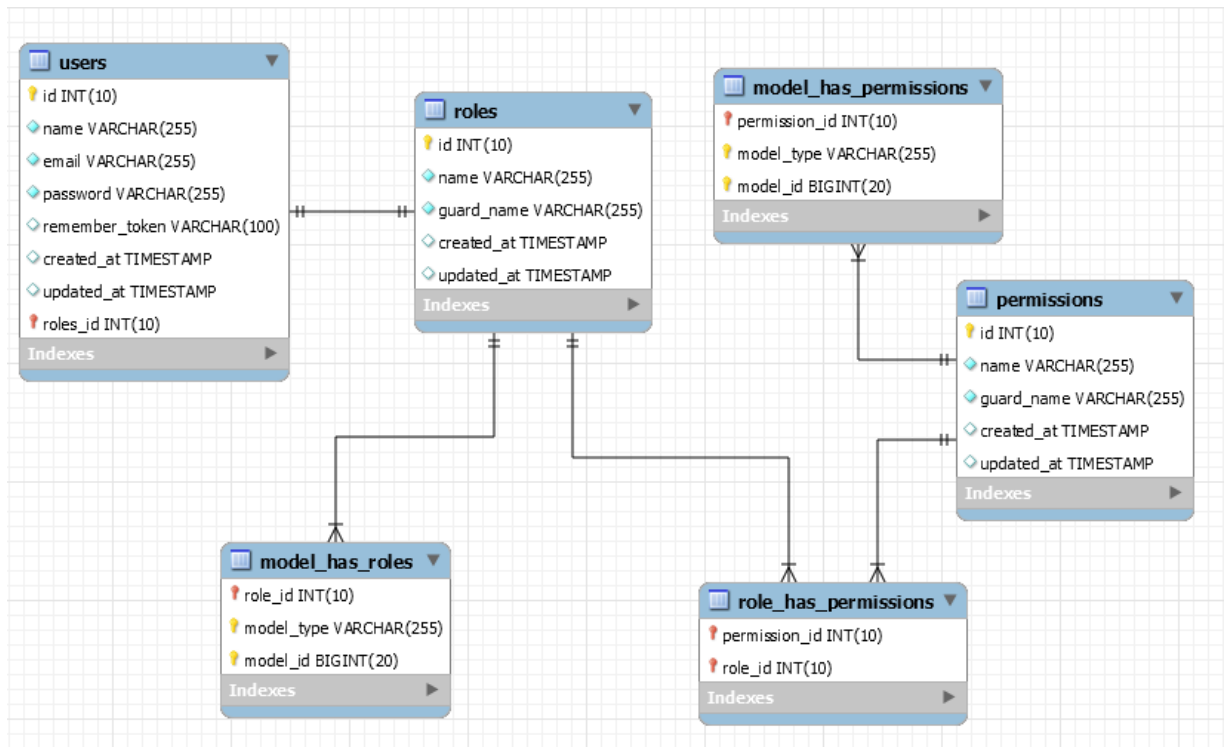 users
id INT(10)
name VARCHAR(255)
email VARCHAR(255)
password VARCHAR(255)
remember_token VARCHAR(100)
created_at TIMESTAMP
updated_at TIMESTAMP
roles_id INT(10)
Indexes
roles
id INT(10)
name VARCHAR(255)
guard_name VARCHAR(255)
created_at TIMESTAMP
updated_at TIMESTAMP
Indexes
model_has_permissions
permission_id INT(10)
model_type VARCHAR(255)
model_id BIGINT(20)
Indexes
permissions
id INT(10)
name VARCHAR(255)
guard_name VARCHAR(255)
created_at TIMESTAMP
updated_at TIMESTAMP
Indexes
model_has_roles
role_id INT(10)
model_type VARCHAR(255)
model_id BIGINT(20)
Indexes
role_has_permissions
permission_id INT(10)
role_id INT(10)
Indexes